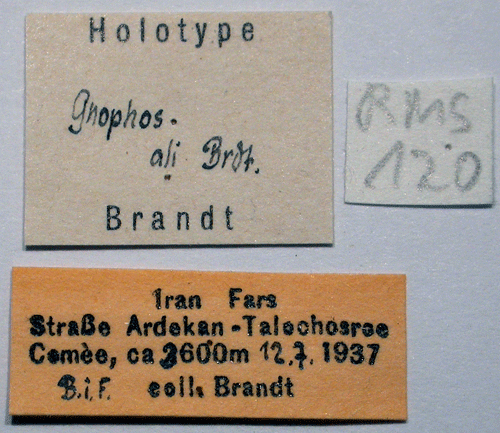 Holotype
Gnophos.
ali Brdt.
Brandt
RMS
120
Iran Fars
Straße Ardekan-Talochosroe
Comèe, ca 2600m 12.7. 1937
B.i.F. coll. Brandt